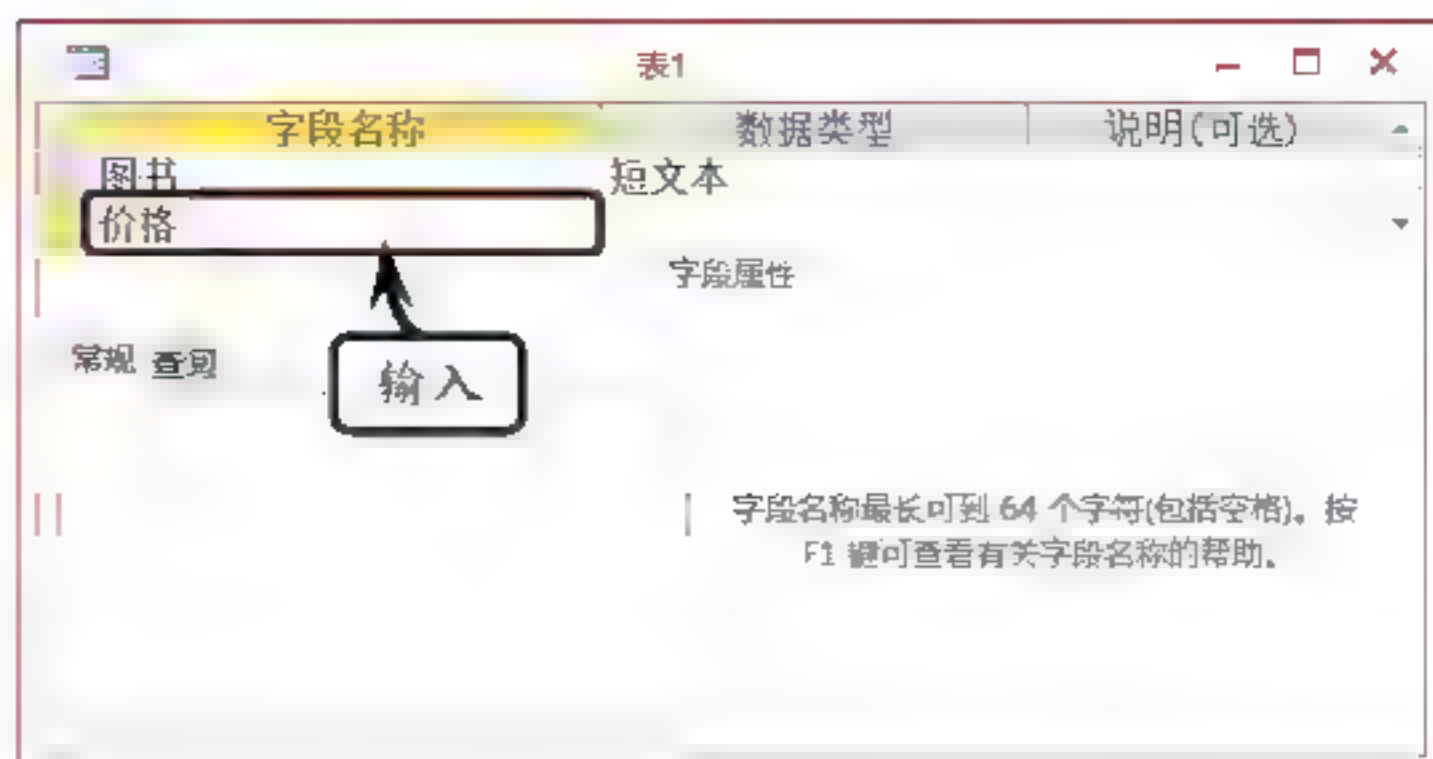 表1
字段名称 数据类型 说明(可选)
图书 短文本
价格
字段属性
常规 查阅
输入
字段名称最长可到 64 个字符(包括空格)。按
F1 键可查看有关字段名称的帮助。